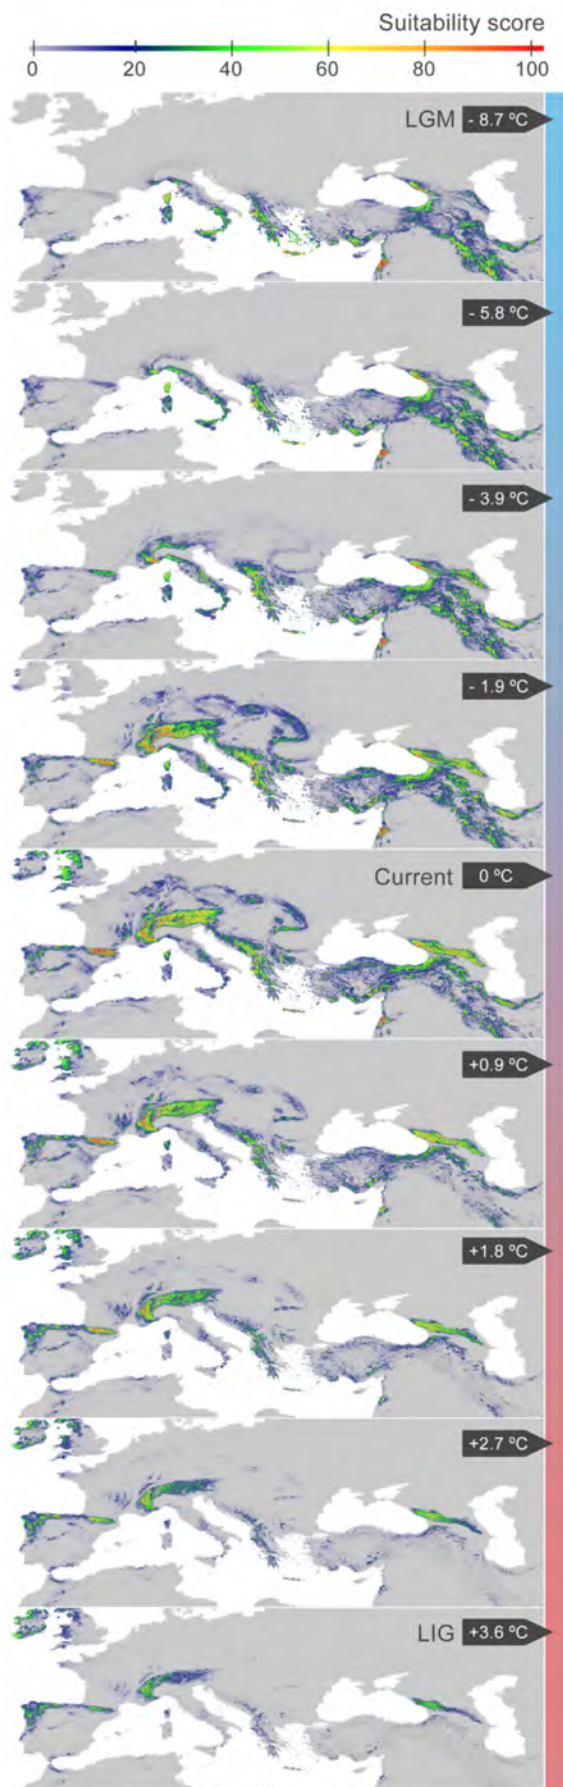 Suitability score
0 20 40 60 80 100
LGM - 8.7 ºC
- 5.8 ºC
- 3.9 ºC
- 1.9 ºC
Current 0 ºC
+0.9 ºC
+1.8 ºC
+2.7 ºC
LIG +3.6 ºC